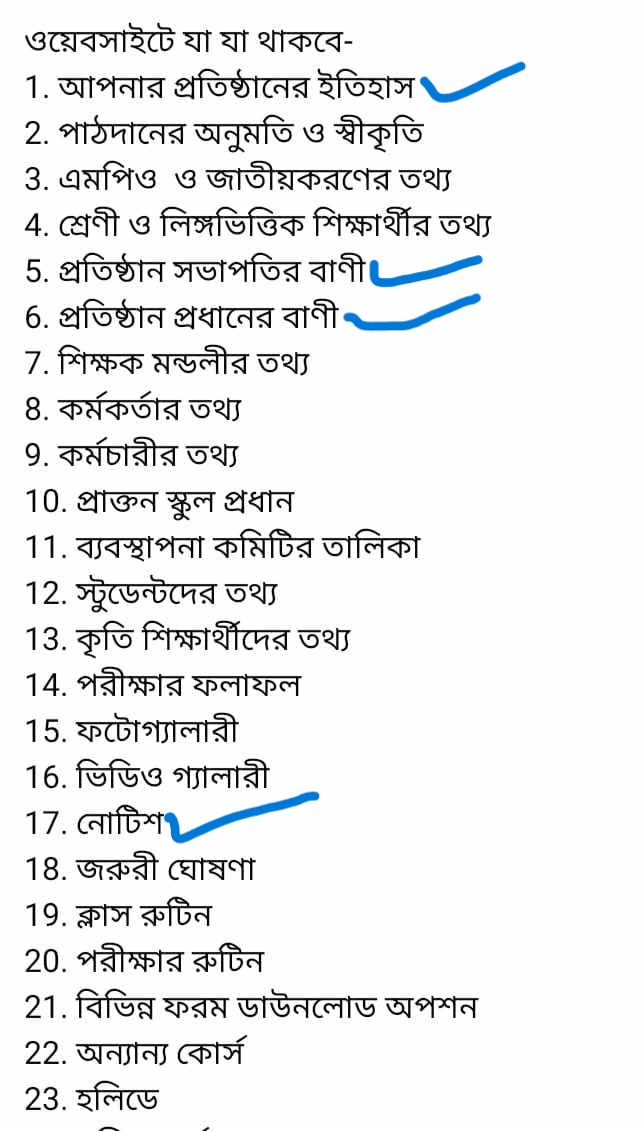 ওয়েবসাইটে যা যা থাকবে-
1. আপনার প্রতিষ্ঠানের ইতিহাস
2. পাঠদানের অনুমতি ও স্বীকৃতি
3. এমপিও ও জাতীয়করণের তথ্য
4. শ্রেণী ও লিঙ্গভিত্তিক শিক্ষার্থীর তথ্য
5. প্রতিষ্ঠান সভাপতির বাণী
6. প্রতিষ্ঠান প্রধানের বাণী
7. শিক্ষক মন্ডলীর তথ্য
8. কর্মকর্তার তথ্য
9. কর্মচারীর তথ্য
10. প্রাক্তন স্কুল প্রধান
11. ব্যবস্থাপনা কমিটির তালিকা
12. স্টুডেন্টদের তথ্য
13. কৃতি শিক্ষার্থীদের তথ্য
14. পরীক্ষার ফলাফল
15. ফটোগ্যালারী
16. ভিডিও গ্যালারী
17. নোটিশ
18. জরুরী ঘোষণা
19. ক্লাস রুটিন
20. পরীক্ষার রুটিন
21. বিভিন্ন ফরম ডাউনলোড অপশন
22. অন্যান্য কোর্স
23. হলিডে